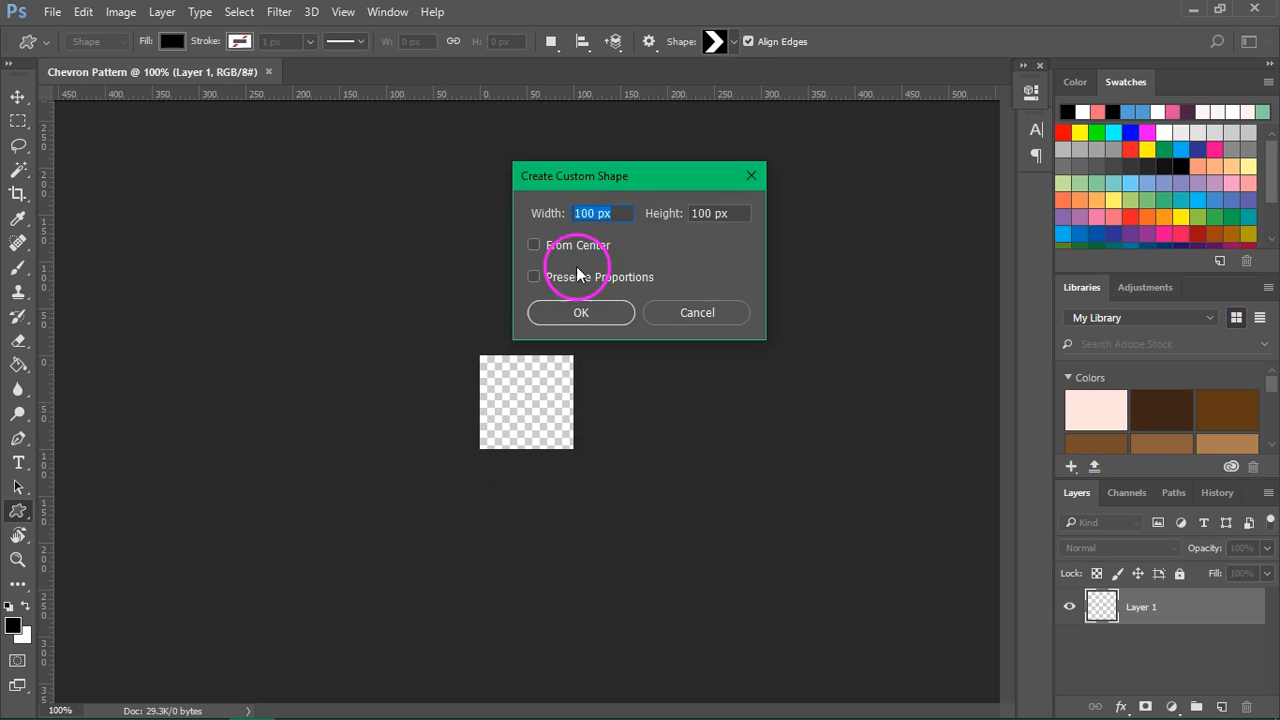 Ps File Edit Image Layer Type Select Filter 3D View Window Help
Shape Fill: Stroke: 1 px W: 0 px H: 0 px Shape: Align Edges
Chevron Pattern @ 100% (Layer 1, RGB/8#)
450 400 350 300 250 200 150 100 50 0 50 100 150 200 250 300 350 400 450 500
Color Swatches
Create Custom Shape
Width: 100 px Height: 100 px
From Center
Preserve Proportions
OK Cancel
Libraries Adjustments
My Library
Search Adobe Stock
Colors
Layers Channels Paths History
Kind
Normal Opacity: 100%
Lock: Fill: 100%
Layer 1
100% Doc: 29.3K/0 bytes